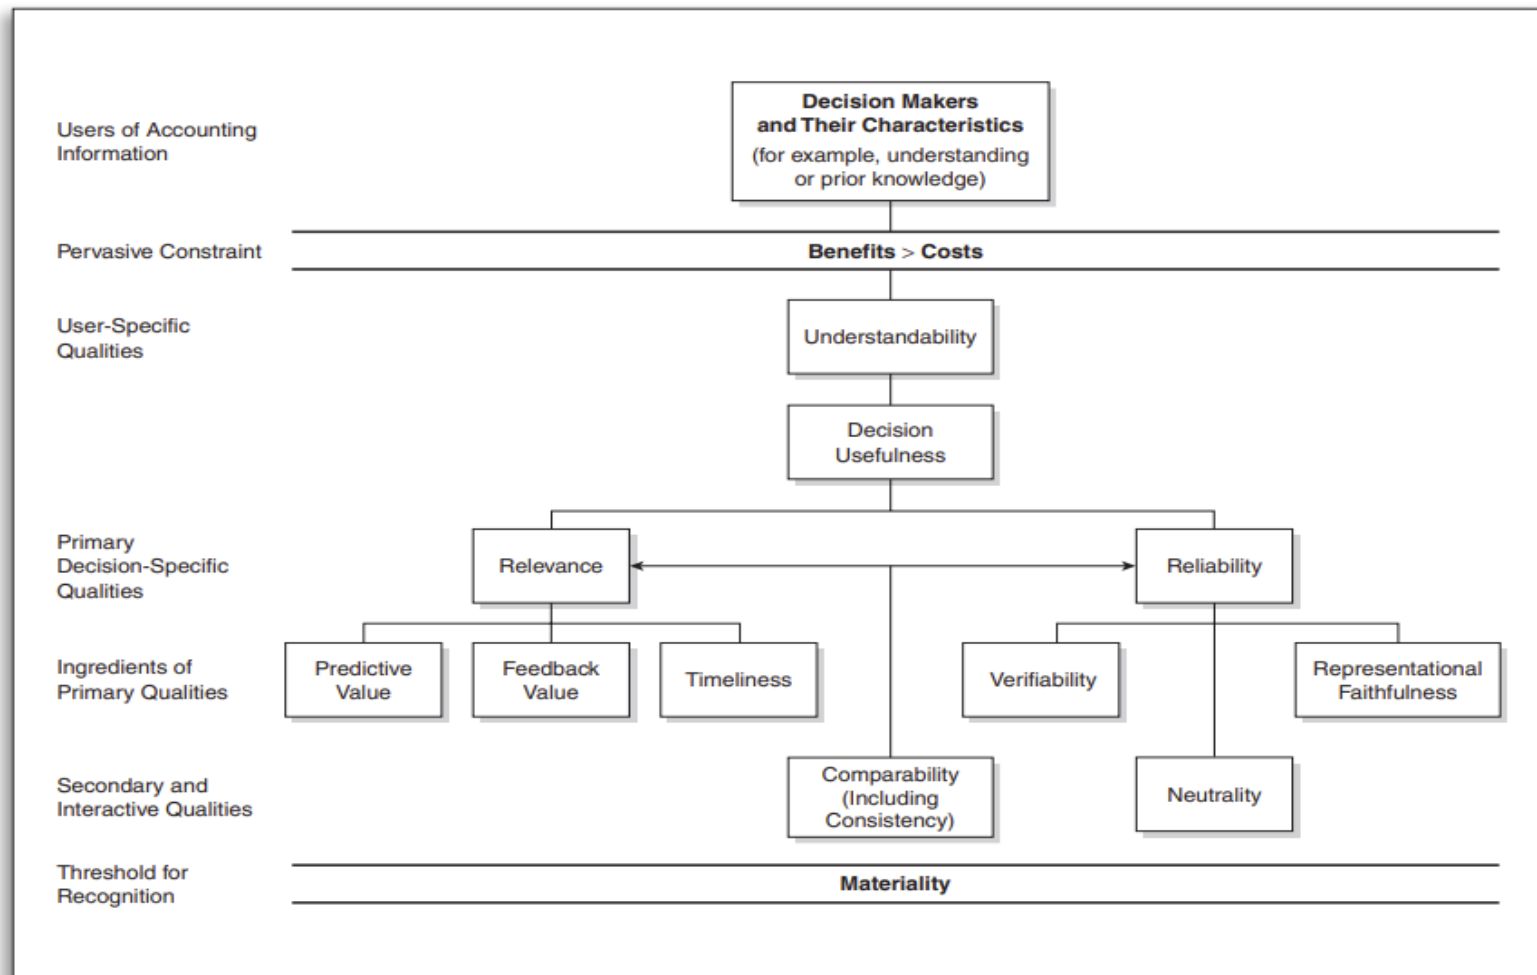 Users of Accounting
Information
Decision Makers
and Their Characteristics
(for example, understanding
or prior knowledge)
Pervasive Constraint
Benefits > Costs
User-Specific
Qualities
Understandability
Decision
Usefulness
Primary
Decision-Specific
Qualities
Relevance
Reliability
Ingredients of
Primary Qualities
Predictive
Value
Feedback
Value
Timeliness
Verifiability
Representational
Faithfulness
Secondary and
Interactive Qualities
Comparability
(Including
Consistency)
Neutrality
Threshold for
Recognition
Materiality